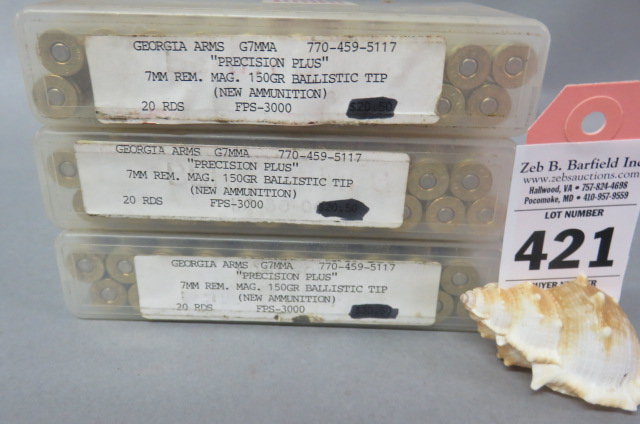 GEORGIA ARMS G7MMA 770-459-5117
"PRECISION PLUS"
7MM REM. MAG. 150GR BALLISTIC TIP
(NEW AMMUNITION)
20 RDS FPS-3000 $20.50
GEORGIA ARMS G7MMA 770-459-5117
"PRECISION PLUS"
7MM REM. MAG. 150GR BALLISTIC TIP
(NEW AMMUNITION)
20 RDS FPS-3000
GEORGIA ARMS G7MMA 770-459-5117
"PRECISION PLUS"
7MM REM. MAG. 150GR BALLISTIC TIP
(NEW AMMUNITION)
20 RDS FPS-3000
Zeb B. Barfield Inc
www.zebsauctions.com
Hallwood, VA • 757-824-4698
Pocomoke, MD • 410-957-9559
LOT NUMBER
421